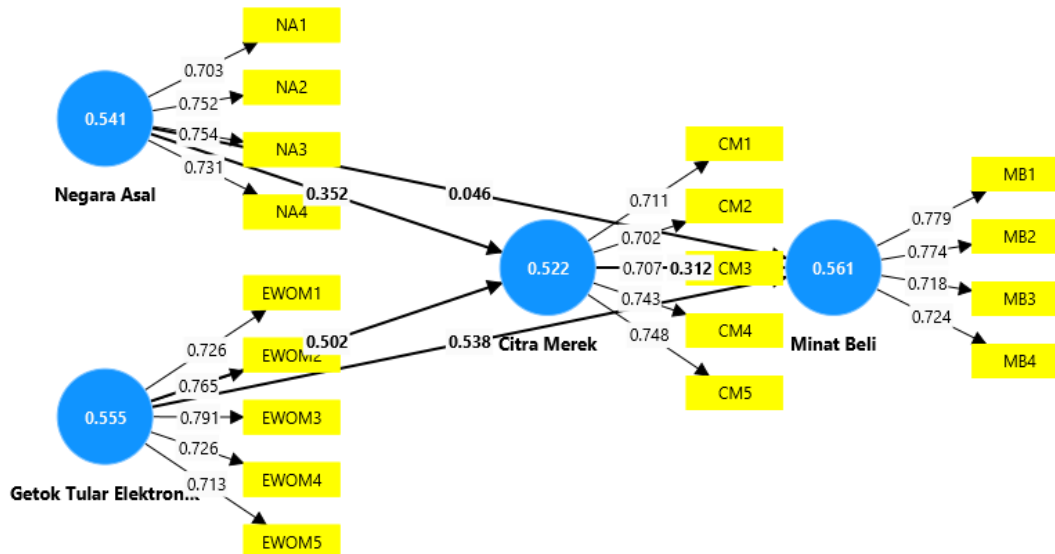 NA1
0.703
NA2
0.752
0.541
0.754
NA3
0.731
Negara Asal
0.352
0.046
NA4
CM1
0.711
CM2
0.702
0.522
0.707
0.312
CM3
0.743
CM4
0.748
Citra Merek
CM5
MB1
0.779
MB2
0.774
0.561
0.718
MB3
0.724
Minat Beli
MB4
EWOM1
0.726
0.502
0.538
EWOM2
0.765
0.555
0.791
EWOM3
0.726
EWOM4
0.713
Getok Tular Elektron...
EWOM5